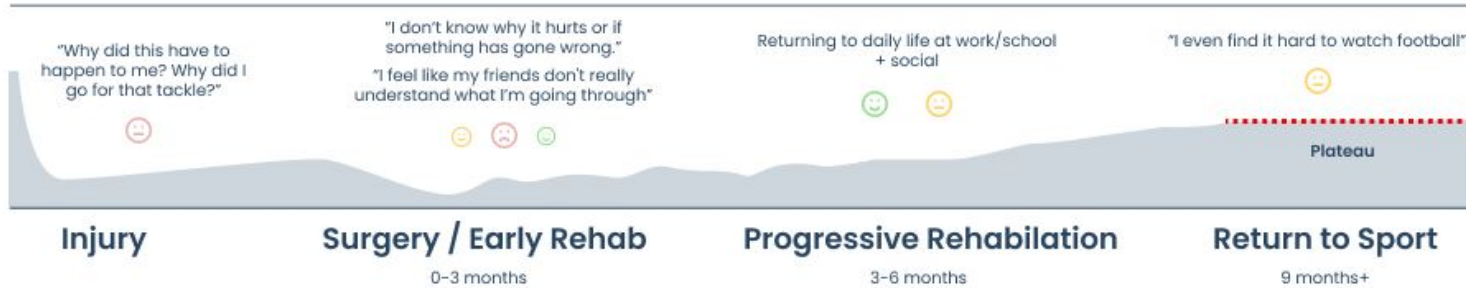 “Why did this have to
happen to me? Why did I
go for that tackle?”
“I don’t know why it hurts or if
something has gone wrong.”
“I feel like my friends don't really
understand what I’m going through”
Returning to daily life at work/school
+ social
“I even find it hard to watch football”
Plateau
Injury
Surgery / Early Rehab
0-3 months
Progressive Rehabilation
3-6 months
Return to Sport
9 months+